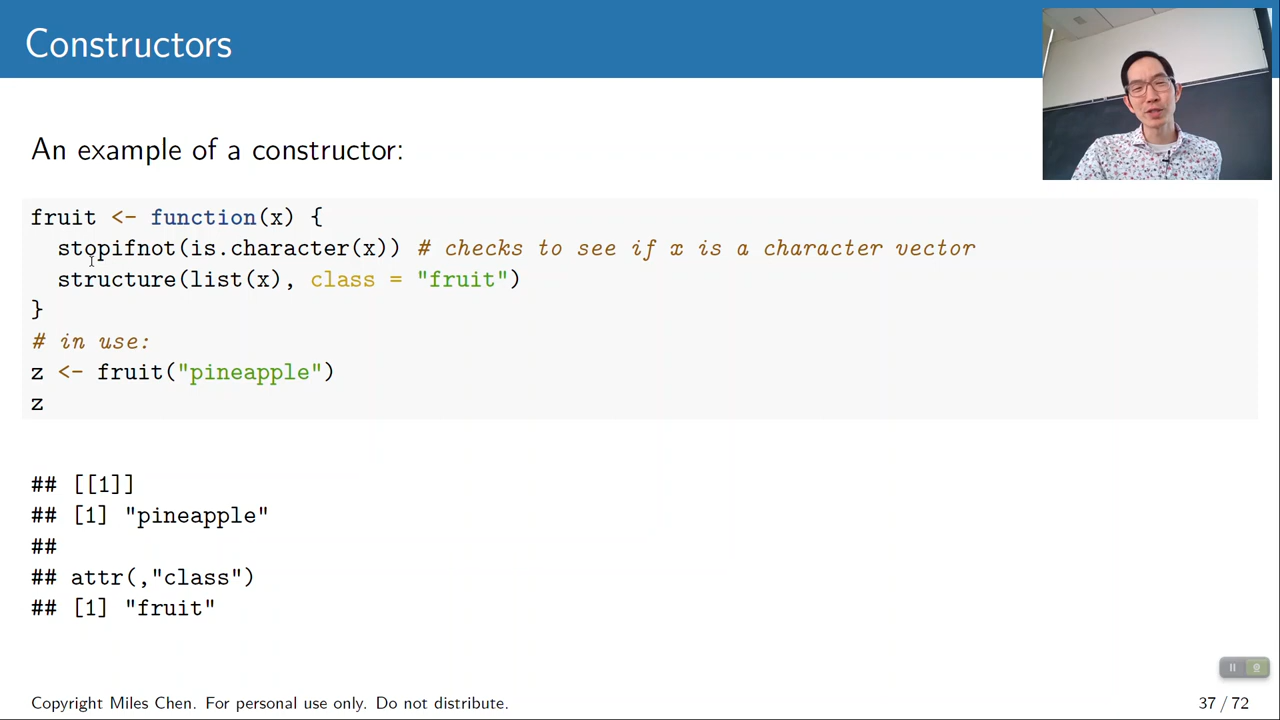 Constructors
An example of a constructor:
fruit <- function(x) {
  stopifnot(is.character(x)) # checks to see if x is a character vector
  structure(list(x), class = "fruit")
}
# in use:
z <- fruit("pineapple")
z
## [[1]]
## [1] "pineapple"
##
## attr(,"class")
## [1] "fruit"
Copyright Miles Chen. For personal use only. Do not distribute.
37 / 72